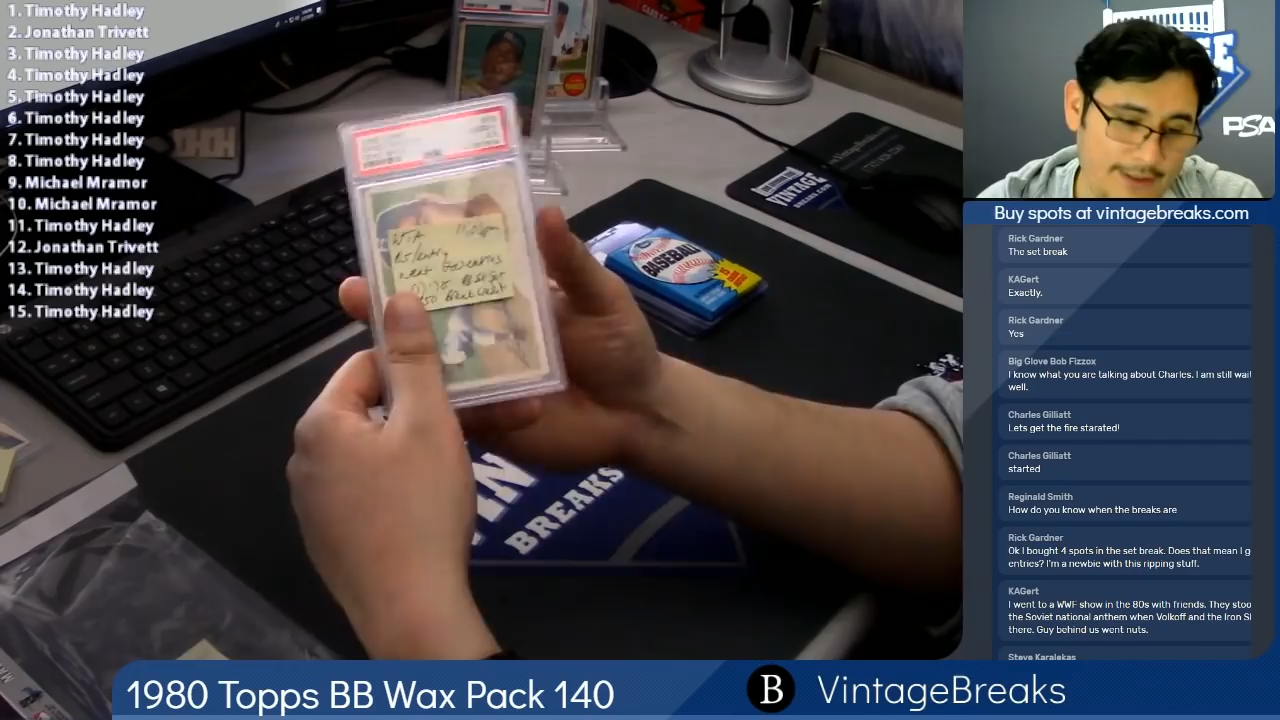 1. Timothy Hadley
2. Jonathan Trivett
3. Timothy Hadley
4. Timothy Hadley
5. Timothy Hadley
6. Timothy Hadley
7. Timothy Hadley
8. Timothy Hadley
9. Michael Mramor
10. Michael Mramor
11. Timothy Hadley
12. Jonathan Trivett
13. Timothy Hadley
14. Timothy Hadley
15. Timothy Hadley
BASEBALL
VINTAGE
BREAKS
BREAKS
PSA
Buy spots at vintagebreaks.com
Rick Gardner
The set break
KAGert
Exactly.
Rick Gardner
Yes
Big Glove Bob Fizzox
I know what you are talking about Charles. I am still wait
well.
Charles Gilliatt
Lets get the fire starated!
Charles Gilliatt
started
Reginald Smith
How do you know when the breaks are
Rick Gardner
Ok I bought 4 spots in the set break. Does that mean I g
entries? I'm a newbie with this ripping stuff.
KAGert
I went to a WWF show in the 80s with friends. They stoo
the Soviet national anthem when Volkoff and the Iron S
there. Guy behind us went nuts.
Steve Karalekas
1980 Topps BB Wax Pack 140
B VintageBreaks